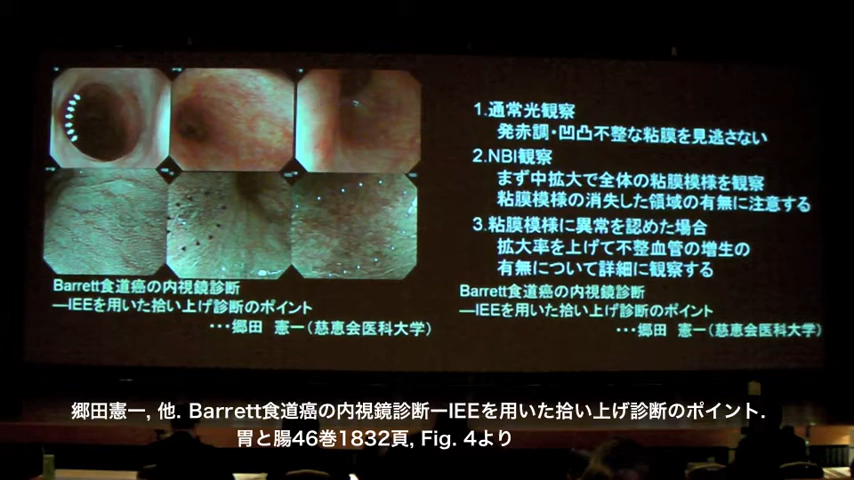 Barrett食道癌の内視鏡診断
―IEEを用いた拾い上げ診断のポイント
・・・郷田 憲一(慈恵会医科大学)
1.通常光観察
発赤調・凹凸不整な粘膜を見逃さない
2.NBI観察
まず中拡大で全体の粘膜模様を観察
粘膜模様の消失した領域の有無に注意する
3.粘膜模様に異常を認めた場合
拡大率を上げて不整血管の増生の
有無について詳細に観察する
Barrett食道癌の内視鏡診断
―IEEを用いた拾い上げ診断のポイント
・・・郷田 憲一(慈恵会医科大学)
郷田憲一, 他. Barrett食道癌の内視鏡診断―IEEを用いた拾い上げ診断のポイント.
胃と腸46巻1832頁, Fig. 4より